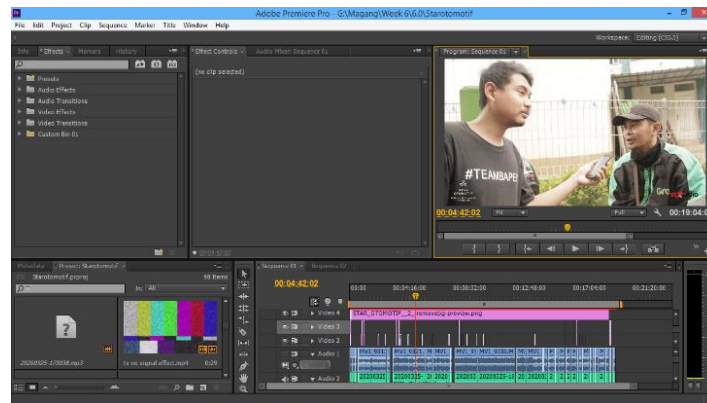 Adobe Premiere Pro - G:\Magang\Week 6\6.0\Starotomotif
File Edit Project Clip Sequence Marker Title Window Help
Workspace: Editing (CS5.5)
Info Effects Markers History
Effect Controls Audio Mixer: Sequence 01
Program: Sequence 01
(no clip selected)
Presets
Audio Effects
Audio Transitions
Video Effects
Video Transitions
Custom Bin 01
#TEAMBAPER
Gra
00:04:42:02 Fit Full 00:19:04:0
Metadata Project: Starotomotif
Starotomotif.prproj 90 Items
In: All
20200325-170838.mp3
tv no signal effect.mp4 0:29
Sequence 01 Sequence 02
00:04:42:02
00:00 00:04:16:00 00:08:32:00 00:12:48:00 00:17:04:00 00:21:20:00
Video 4 STAR_OTOMOTIF__2_-removebg-preview.png
Video 3
Video 2
Audio 1
Audio 2